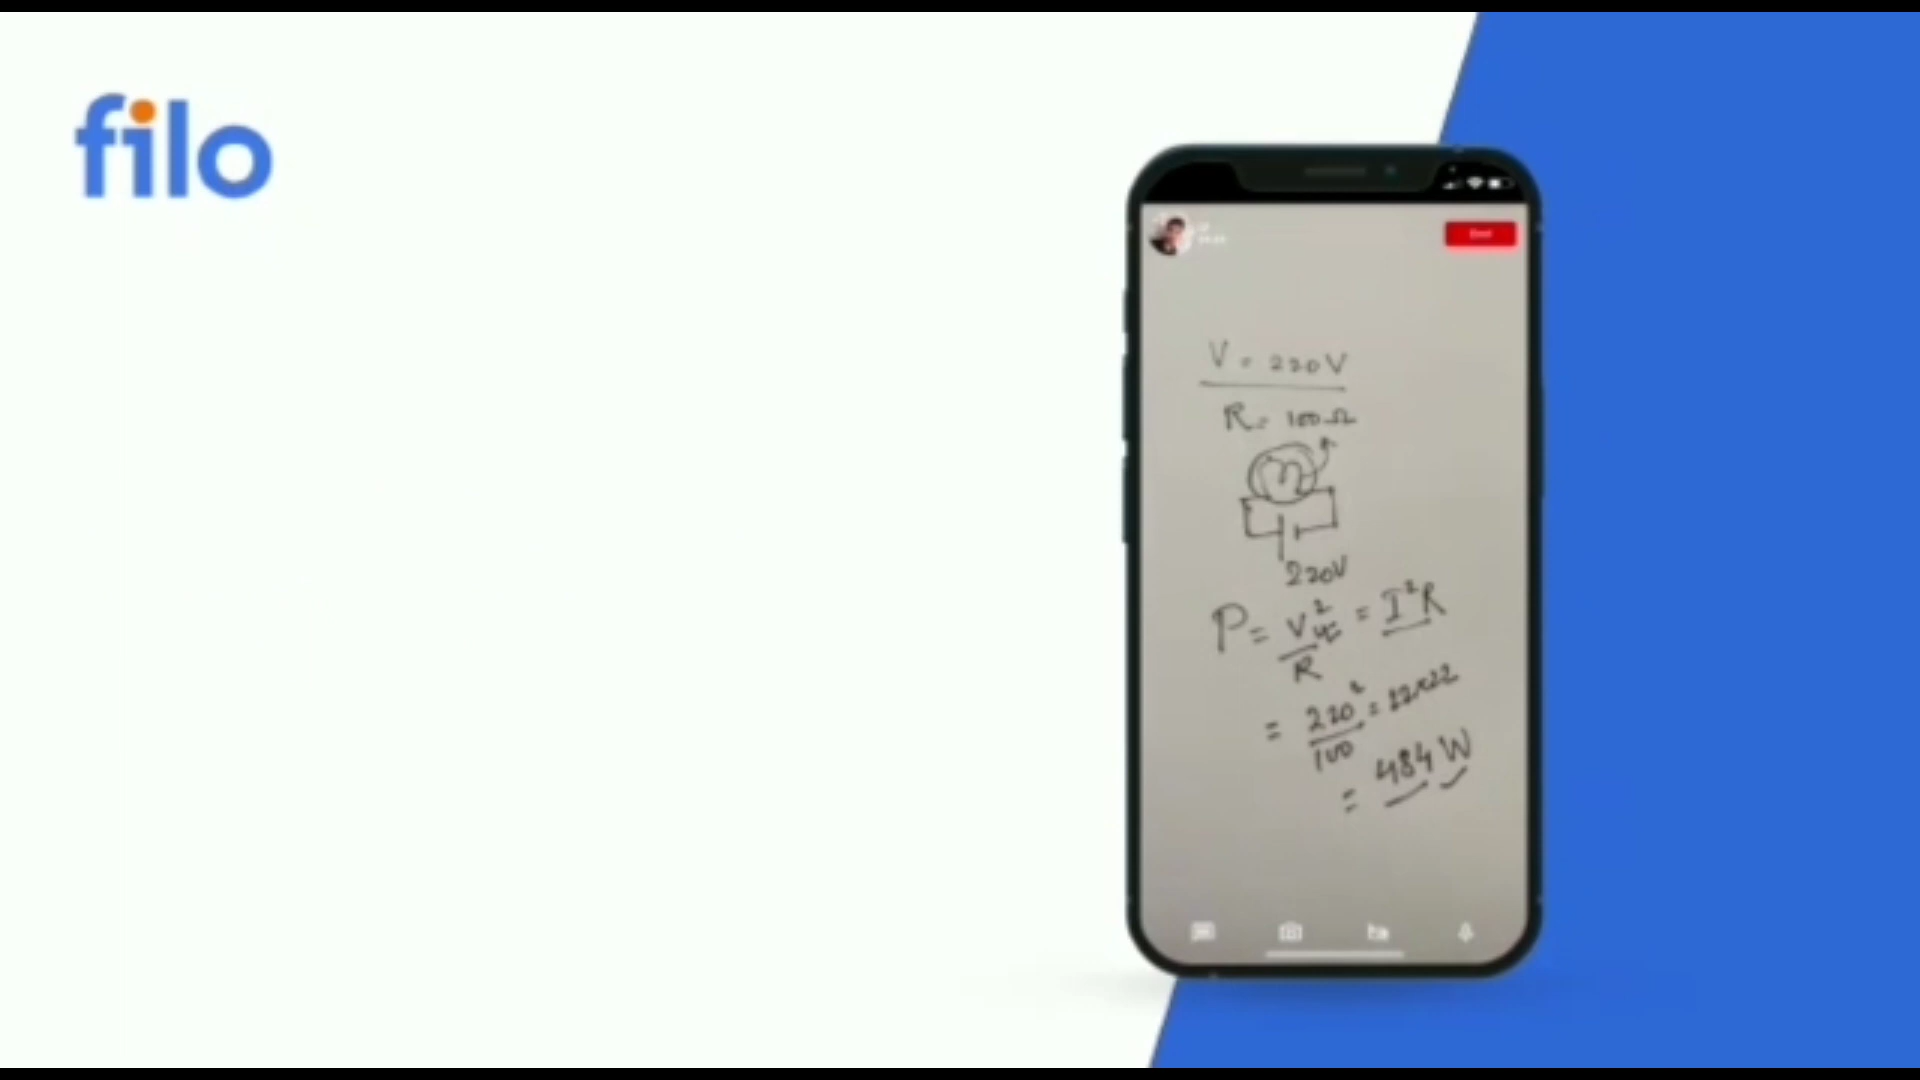 filo
V = 220V
R = 100Ω
220V
P = V²/R = I²R
= 220²/100 = 22×22
= 484 W